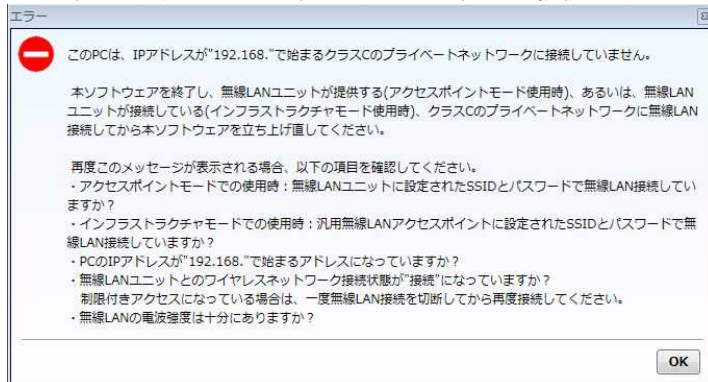 エラー
このPCは、IPアドレスが"192.168."で始まるクラスCのプライベートネットワークに接続していません。
本ソフトウェアを終了し、無線LANユニットが提供する(アクセスポイントモード使用時)、あるいは、無線LAN
ユニットが接続している(インフラストラクチャモード使用時)、クラスCのプライベートネットワークに無線LAN
接続してから本ソフトウェアを立ち上げ直してください。
再度このメッセージが表示される場合、以下の項目を確認してください。
・アクセスポイントモードでの使用時：無線LANユニットに設定されたSSIDとパスワードで無線LAN接続してい
ますか？
・インフラストラクチャモードでの使用時：汎用無線LANアクセスポイントに設定されたSSIDとパスワードで無
線LAN接続していますか？
・PCのIPアドレスが"192.168."で始まるアドレスになっていますか？
・無線LANユニットとのワイヤレスネットワーク接続状態が"接続"になっていますか？
制限付きアクセスになっている場合は、一度無線LAN接続を切断してから再度接続してください。
・無線LANの電波強度は十分にありますか？
OK